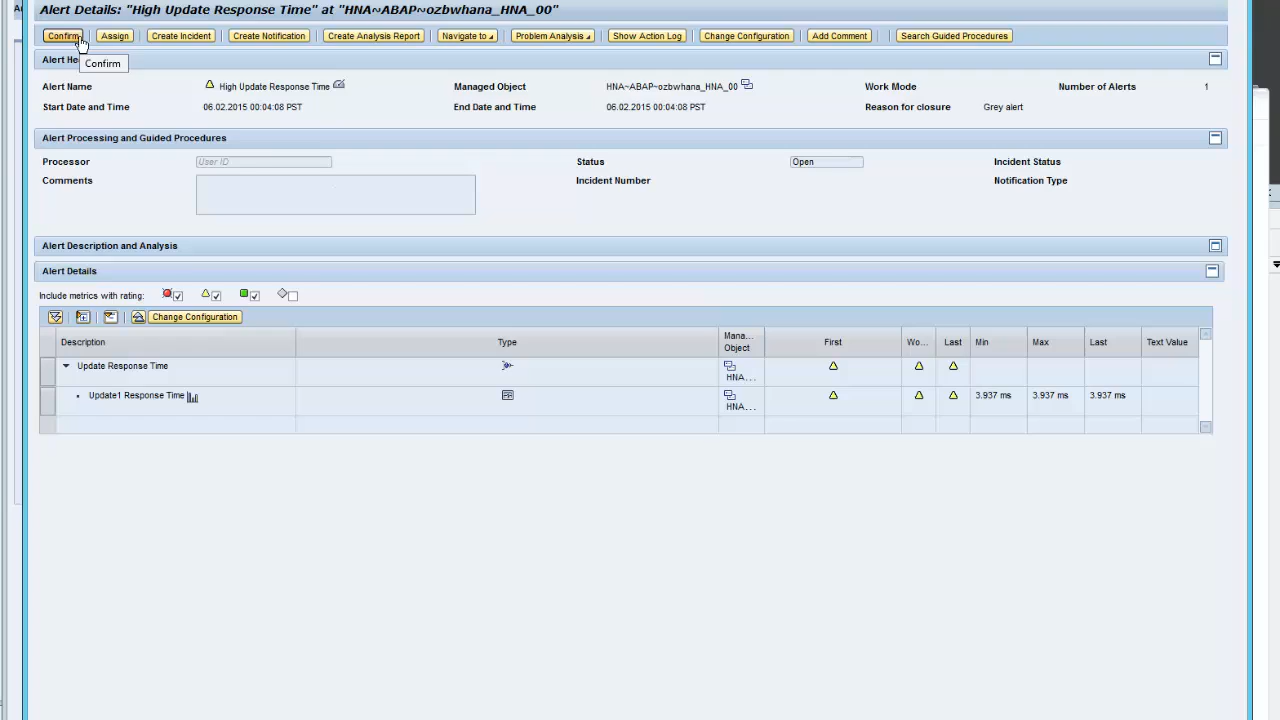 Alert Details: "High Update Response Time" at "HNA~ABAP~ozbwhana_HNA_00"
Confirm Assign Create Incident Create Notification Create Analysis Report Navigate to Problem Analysis Show Action Log Change Configuration Add Comment Search Guided Procedures
Alert He
Confirm
Alert Name High Update Response Time Managed Object HNA~ABAP~ozbwhana_HNA_00 Work Mode Number of Alerts 1
Start Date and Time 06.02.2015 00:04:08 PST End Date and Time 06.02.2015 00:04:08 PST Reason for closure Grey alert
Alert Processing and Guided Procedures
Processor User ID Status Open Incident Status
Comments Incident Number Notification Type
Alert Description and Analysis
Alert Details
Include metrics with rating:
Change Configuration
Description Type Mana... Object First Wo... Last Min Max Last Text Value
Update Response Time HNA...
Update1 Response Time HNA... 3.937 ms 3.937 ms 3.937 ms